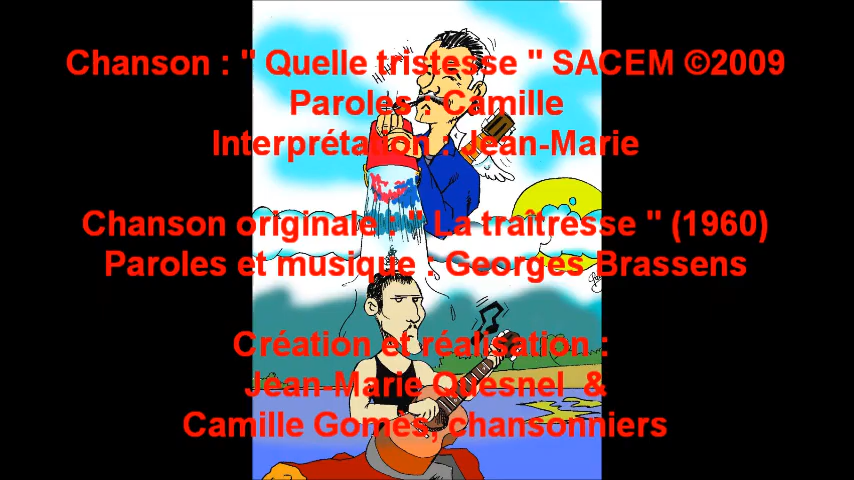 Chanson : " Quelle tristesse " SACEM ©2009
Paroles : Camille
Interprétation : Jean-Marie
Chanson originale : " La traîtresse " (1960)
Paroles et musique : Georges Brassens
Création et réalisation :
Jean-Marie Quesnel &
Camille Gomès, chansonniers